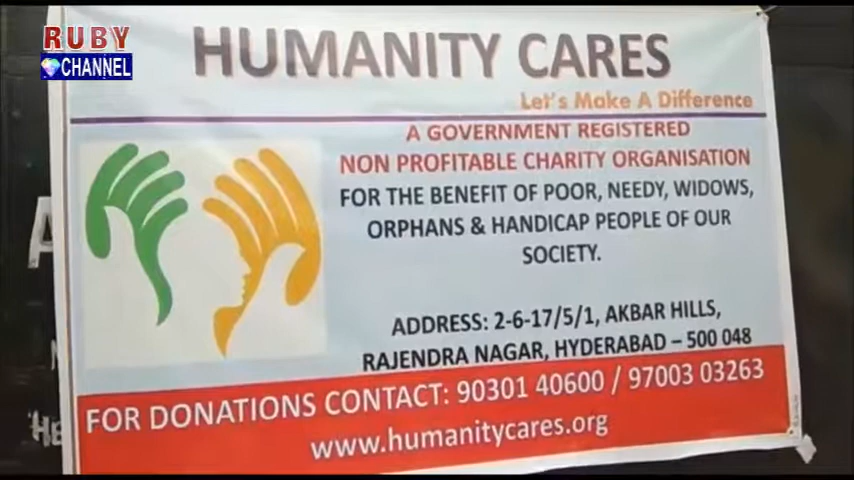 RUBY
CHANNEL
HUMANITY CARES
Let's Make A Difference
A GOVERNMENT REGISTERED
NON PROFITABLE CHARITY ORGANISATION
FOR THE BENEFIT OF POOR, NEEDY, WIDOWS,
ORPHANS & HANDICAP PEOPLE OF OUR
SOCIETY.
ADDRESS: 2-6-17/5/1, AKBAR HILLS,
RAJENDRA NAGAR, HYDERABAD – 500 048
FOR DONATIONS CONTACT: 90301 40600 / 97003 03263
www.humanitycares.org